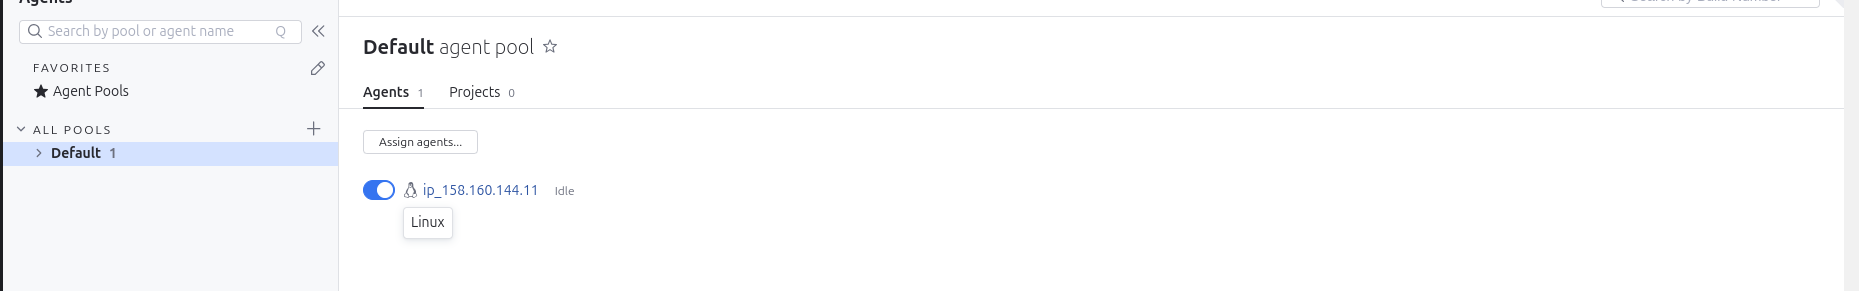 Agents
Search by pool or agent name Q
FAVORITES
Agent Pools
ALL POOLS
Default 1
Default agent pool
Agents 1 Projects 0
Assign agents...
ip_158.160.144.11 Idle
Linux